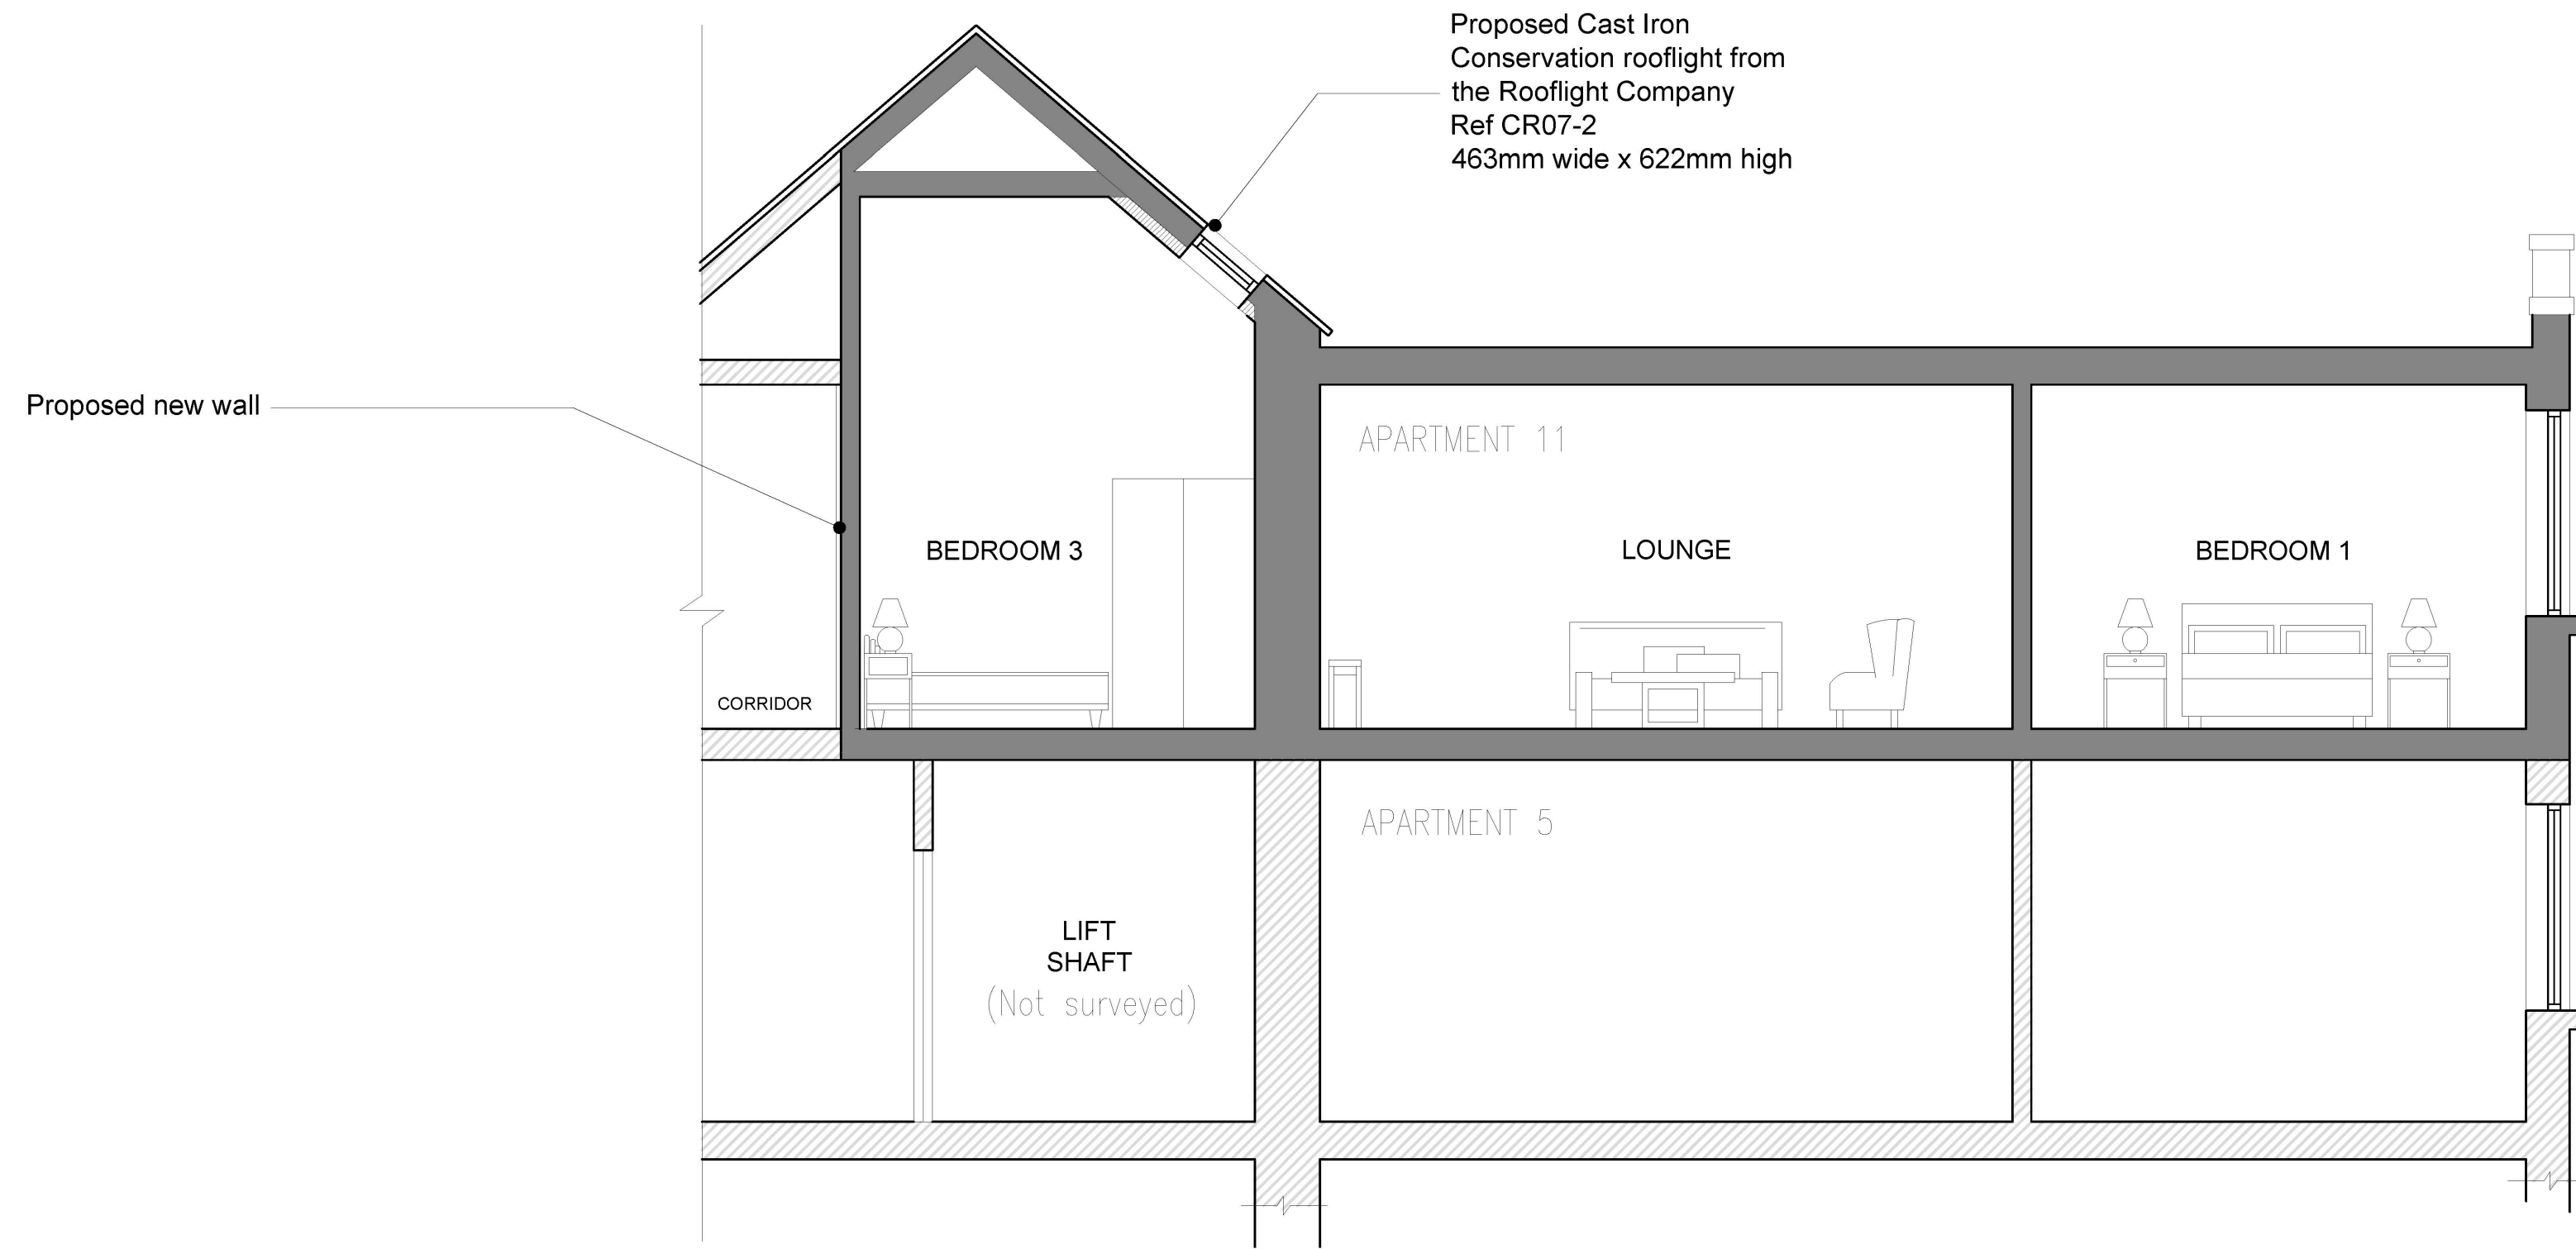 Proposed Cast Iron
Conservation rooflight from
the Rooflight Company
Ref CR07-2
463mm wide x 622mm high
Proposed new wall
APARTMENT 11
BEDROOM 3
LOUNGE
BEDROOM 1
CORRIDOR
APARTMENT 5
LIFT
SHAFT
(Not surveyed)